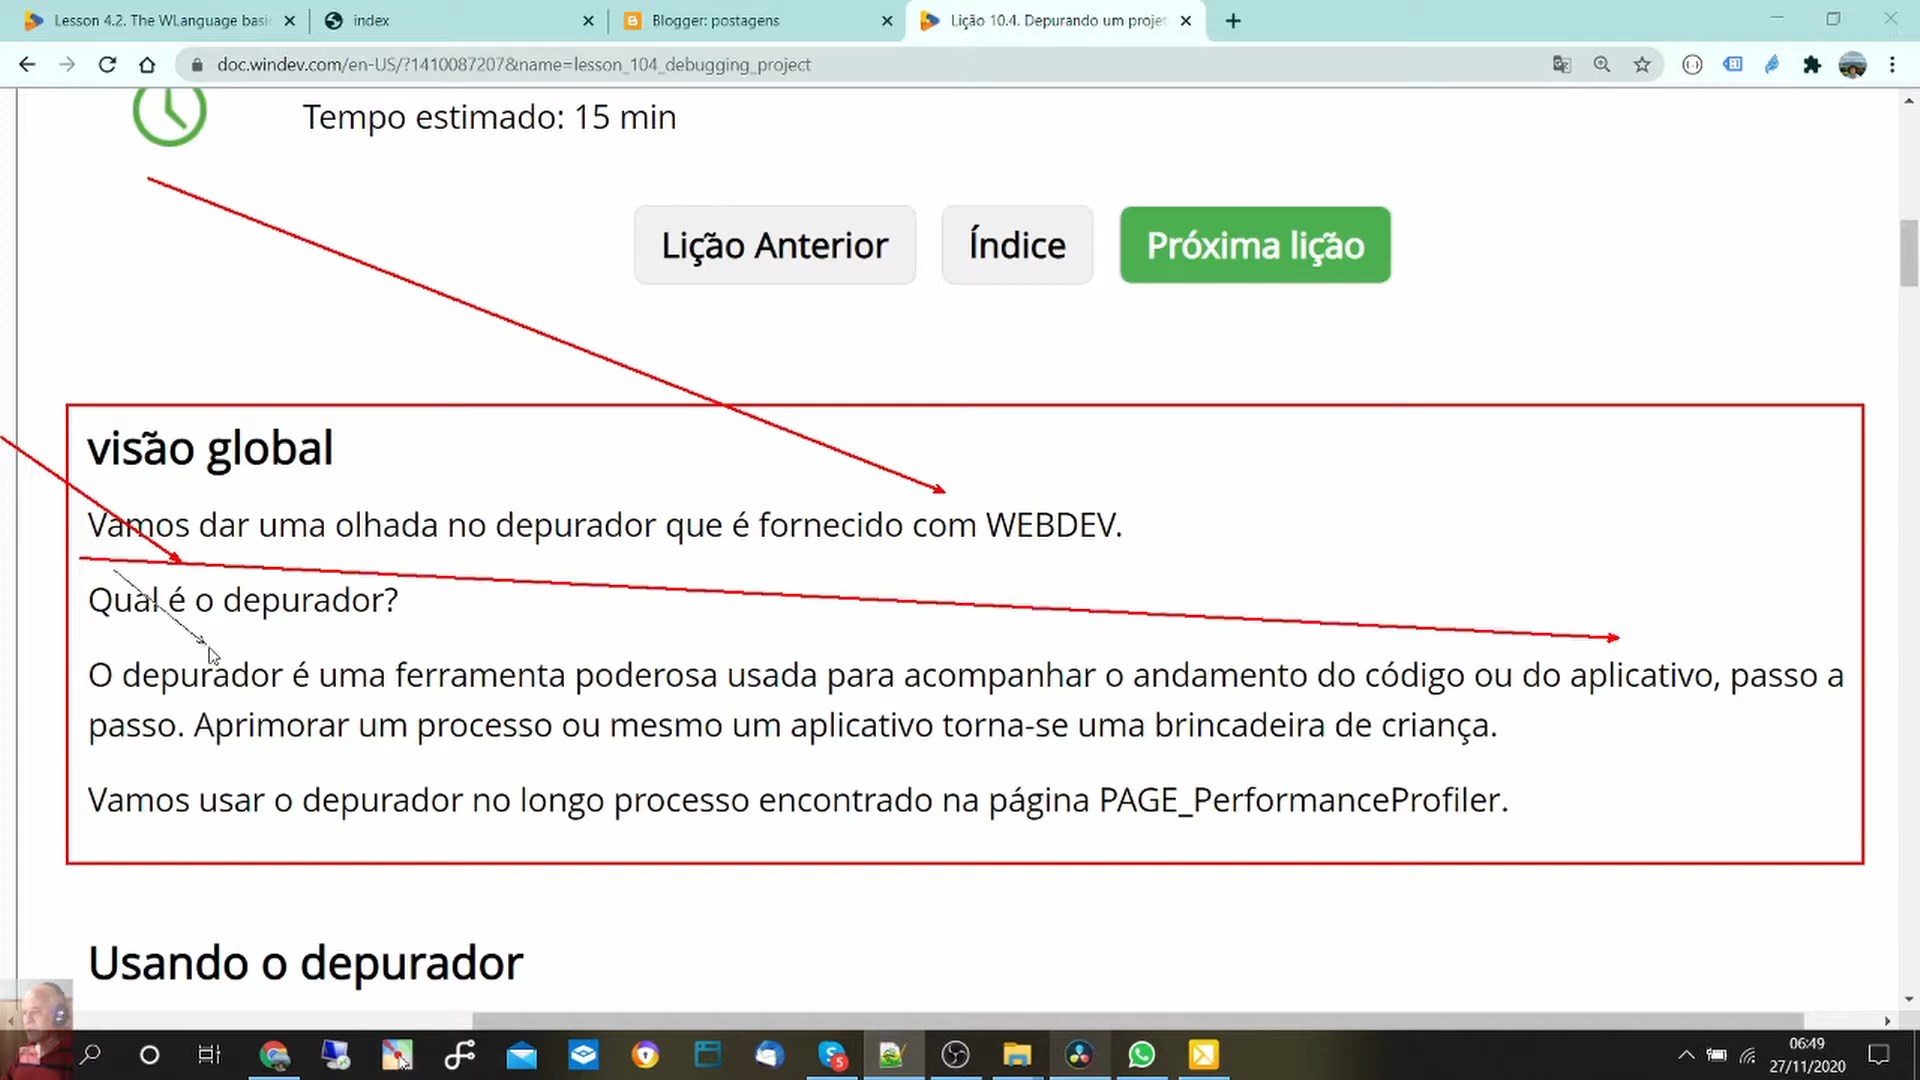 Lesson 4.2. The WLanguage basi
index
Blogger: postagens
Lição 10.4. Depurando um proje
doc.windev.com/en-US/?1410087207&name=lesson_104_debugging_project
Tempo estimado: 15 min
Lição Anterior
Índice
Próxima lição
visão global
Vamos dar uma olhada no depurador que é fornecido com WEBDEV.
Qual é o depurador?
O depurador é uma ferramenta poderosa usada para acompanhar o andamento do código ou do aplicativo, passo a
passo. Aprimorar um processo ou mesmo um aplicativo torna-se uma brincadeira de criança.
Vamos usar o depurador no longo processo encontrado na página PAGE_PerformanceProfiler.
Usando o depurador
06:49
27/11/2020